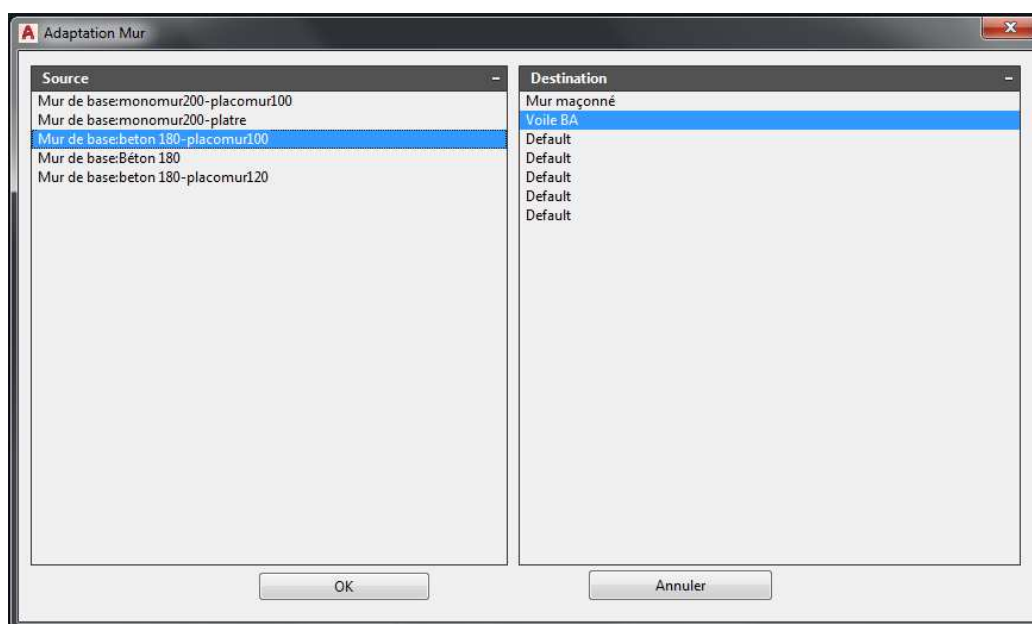 A Adaptation Mur
Source
Mur de base:monomur200-placomur100
Mur de base:monomur200-platre
Mur de base:beton 180-placomur100
Mur de base:Béton 180
Mur de base:beton 180-placomur120
Destination
Mur maçonné
Voile BA
Default
Default
Default
Default
Default
OK
Annuler